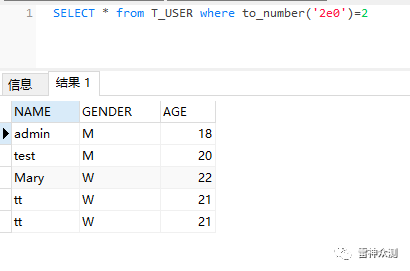 1 SELECT * from T_USER where to_number('2e0')=2
信息 结果 1
NAME GENDER AGE
admin M 18
test M 20
Mary W 22
tt W 21
tt W 21
雷神众测